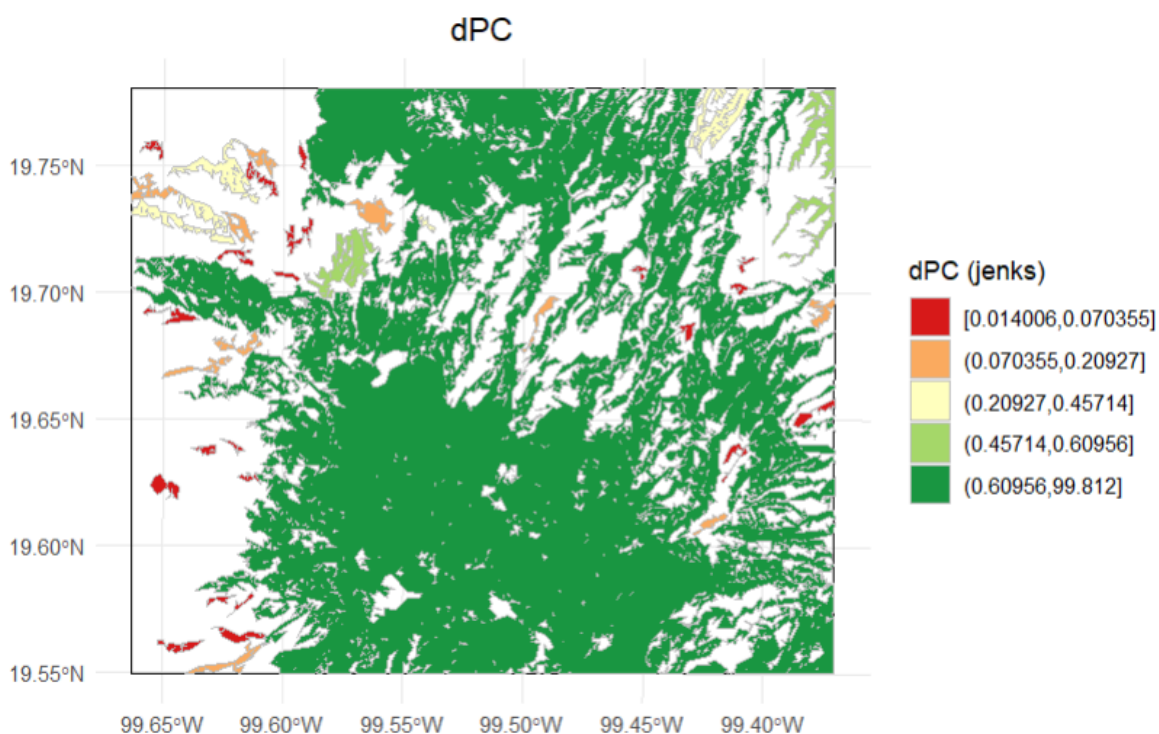 dPC
19.75°N
19.70°N
19.65°N
19.60°N
19.55°N
99.65°W 99.60°W 99.55°W 99.50°W 99.45°W 99.40°W
dPC (jenks)
[0.014006,0.070355]
(0.070355,0.20927]
(0.20927,0.45714]
(0.45714,0.60956]
(0.60956,99.812]